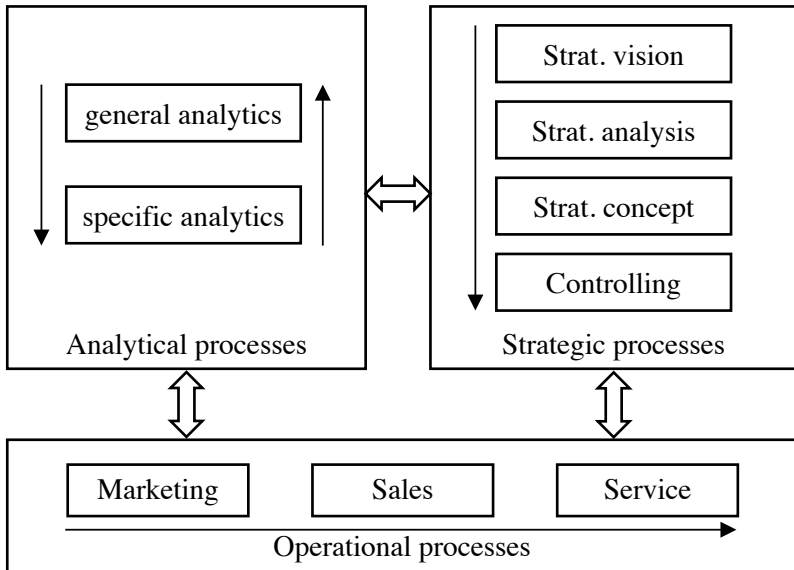 general analytics
specific analytics
Analytical processes
Strat. vision
Strat. analysis
Strat. concept
Controlling
Strategic processes
Marketing
Sales
Service
Operational processes